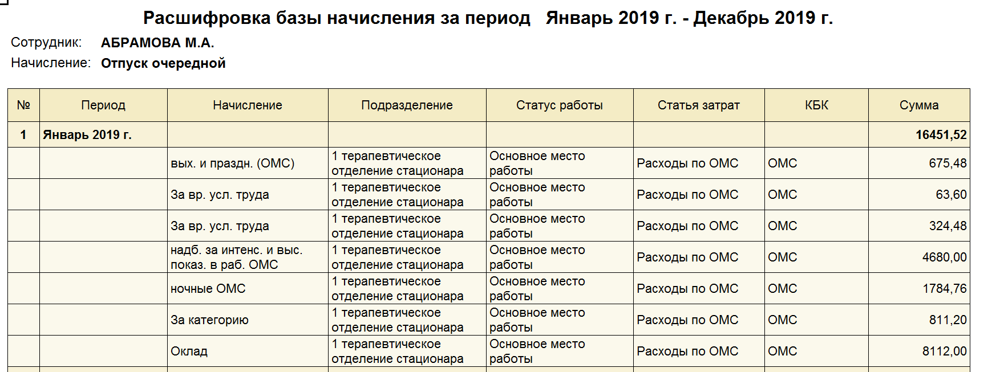 Расшифровка базы начисления за период Январь 2019 г. - Декабрь 2019 г.
Сотрудник: АБРАМОВА М.А.
Начисление: Отпуск очередной
№ Период Начисление Подразделение Статус работы Статья затрат КБК Сумма
1 Январь 2019 г. 16451,52
вых. и праздн. (ОМС) 1 терапевтическое отделение стационара Основное место работы Расходы по ОМС ОМС 675,48
За вр. усл. труда 1 терапевтическое отделение стационара Основное место работы Расходы по ОМС ОМС 63,60
За вр. усл. труда 1 терапевтическое отделение стационара Основное место работы Расходы по ОМС ОМС 324,48
надб. за интенс. и выс. показ. в раб. ОМС 1 терапевтическое отделение стационара Основное место работы Расходы по ОМС ОМС 4680,00
ночные ОМС 1 терапевтическое отделение стационара Основное место работы Расходы по ОМС ОМС 1784,76
За категорию 1 терапевтическое отделение стационара Основное место работы Расходы по ОМС ОМС 811,20
Оклад 1 терапевтическое отделение стационара Основное место работы Расходы по ОМС ОМС 8112,00